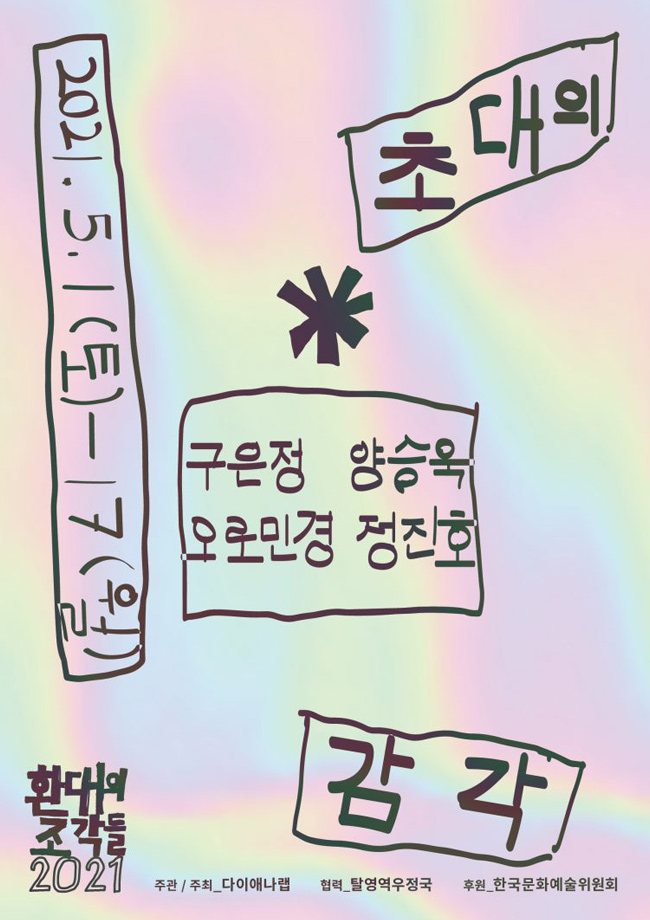 초대의
2021. 5. 1 (토) — 17 (월)
*
구은정 양승욱
오로민경 정진호
감각
환대의
조각들
2021
주관 / 주최_다이애나랩 협력_탈영역우정국 후원_한국문화예술위원회